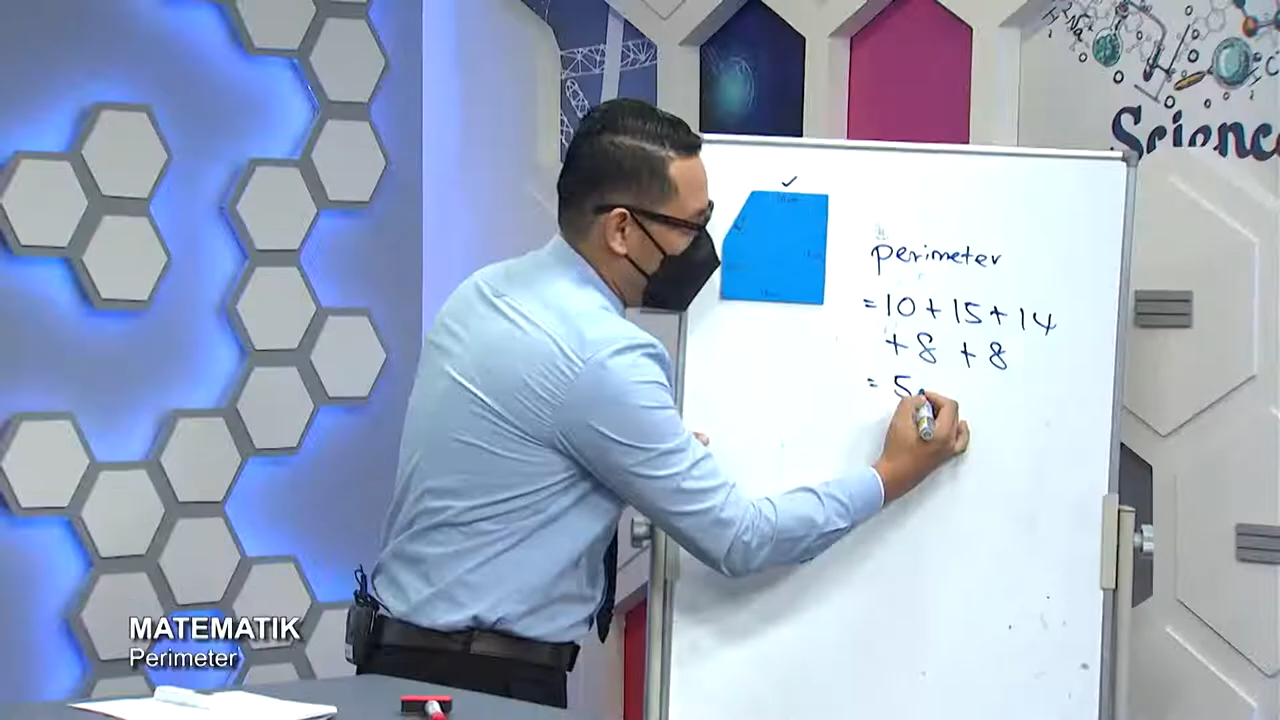 Science
perimeter
= 10 + 15 + 14
+ 8 + 8
= 5
MATEMATIK
Perimeter